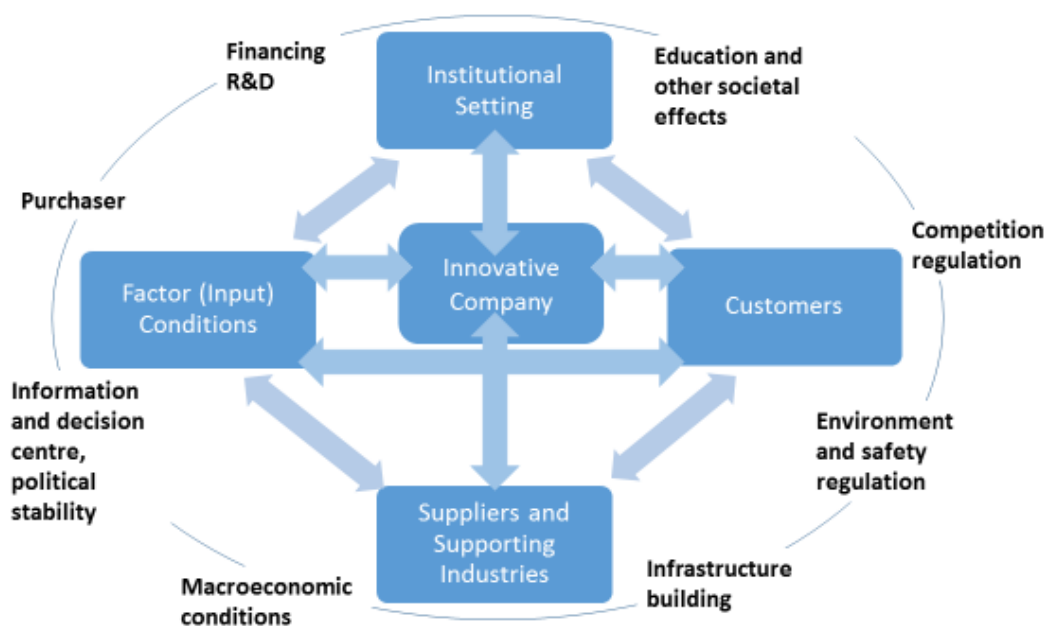 Financing
R&D
Institutional
Setting
Education and
other societal
effects
Purchaser
Competition
regulation
Factor (Input)
Conditions
Innovative
Company
Customers
Information
and decision
centre,
political
stability
Environment
and safety
regulation
Suppliers and
Supporting
Industries
Macroeconomic
conditions
Infrastructure
building